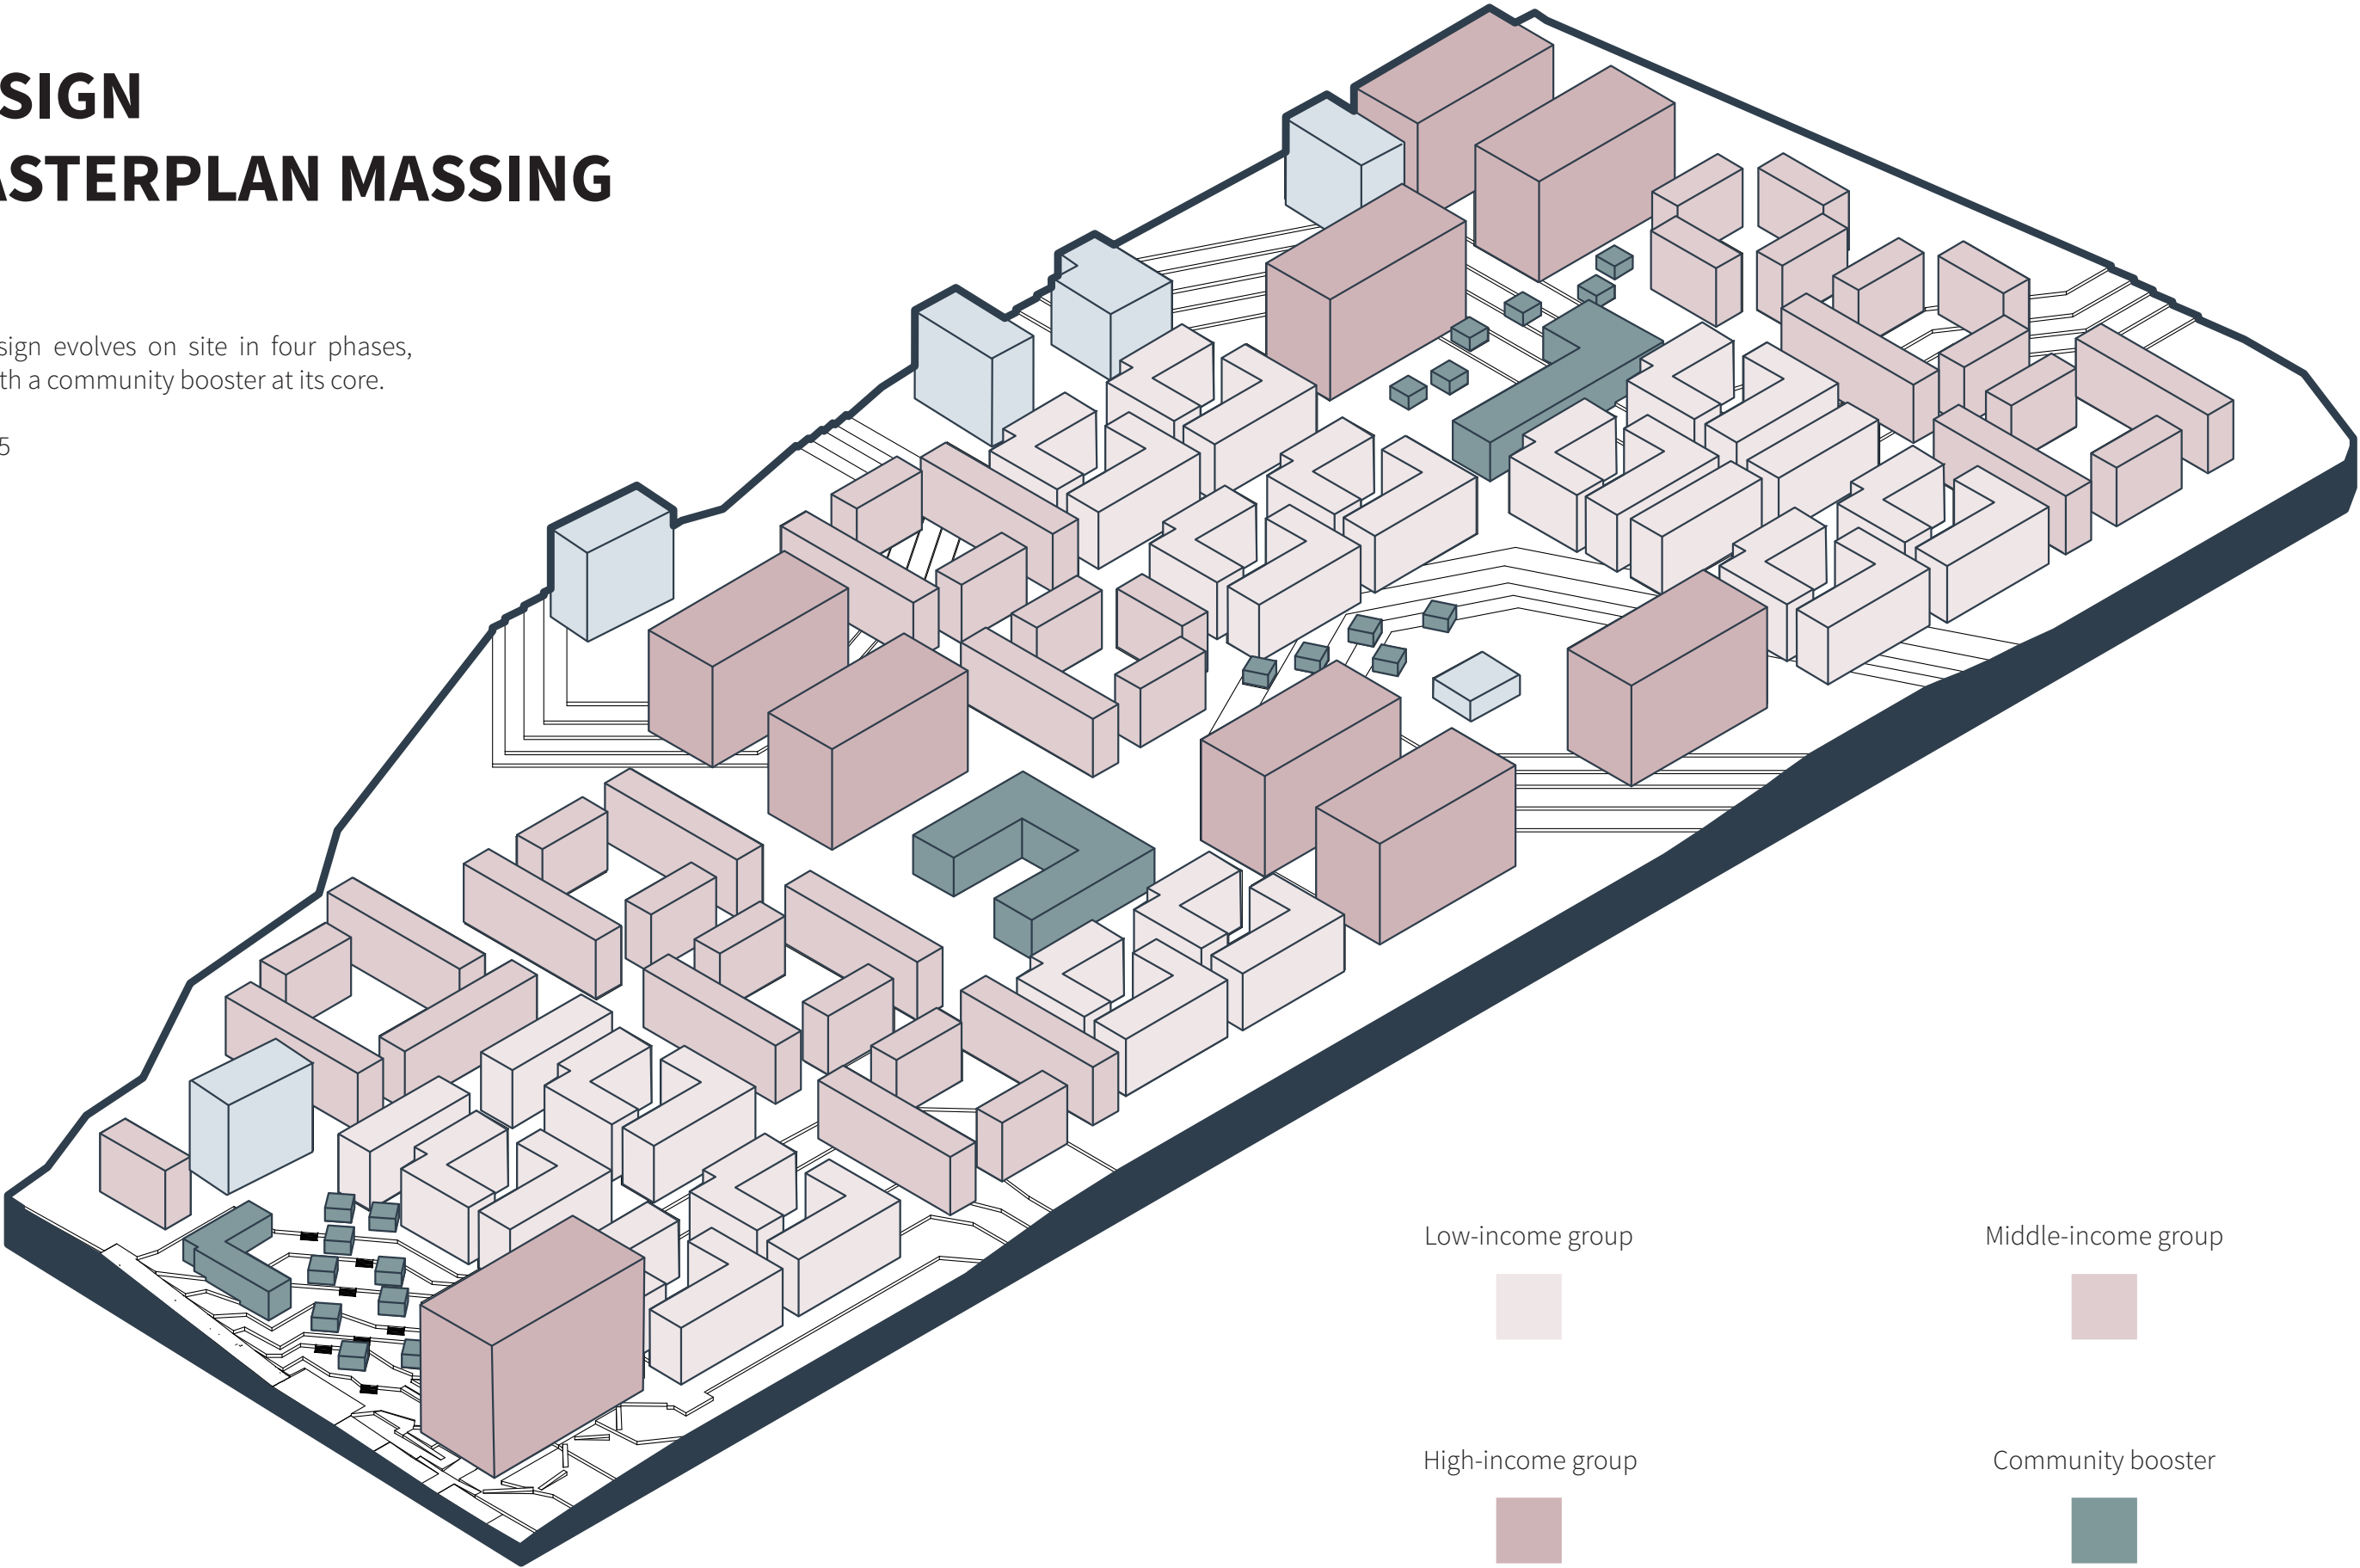 SIGN
ASTERPLAN MASSING
sign evolves on site in four phases,
th a community booster at its core.
5
Low-income group
Middle-income group
High-income group
Community booster